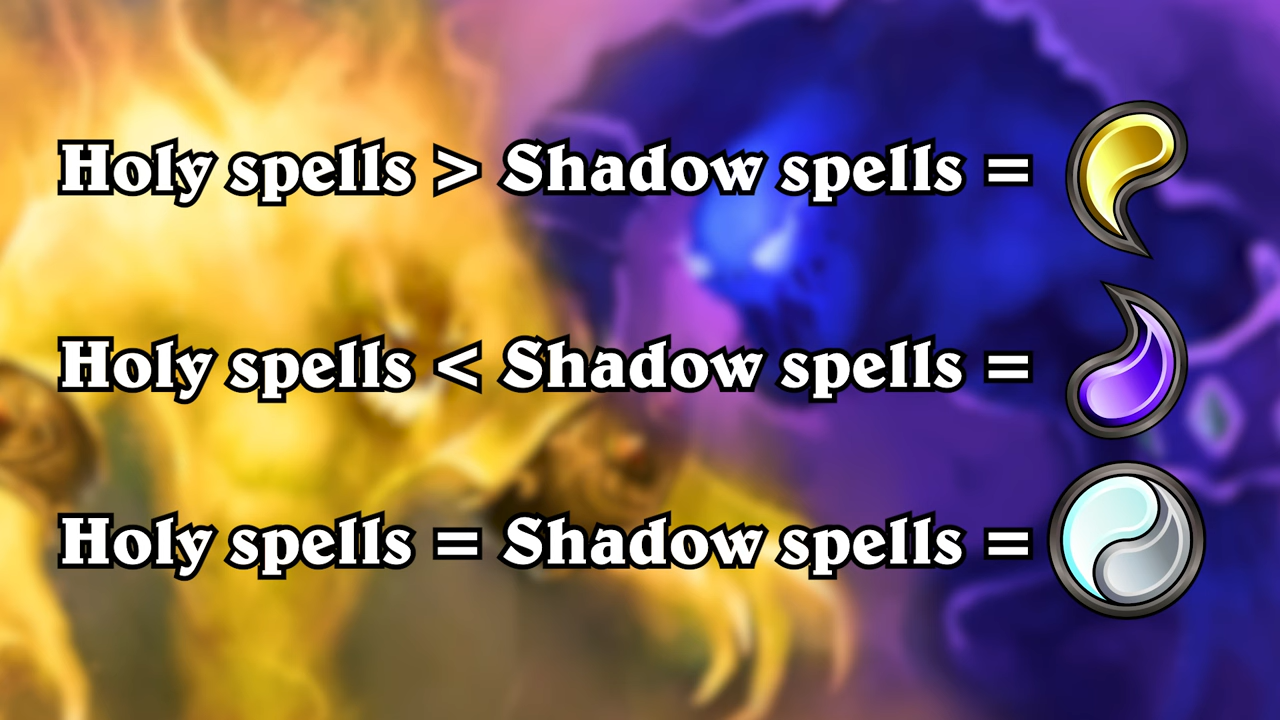 Holy spells > Shadow spells =
Holy spells < Shadow spells =
Holy spells = Shadow spells =